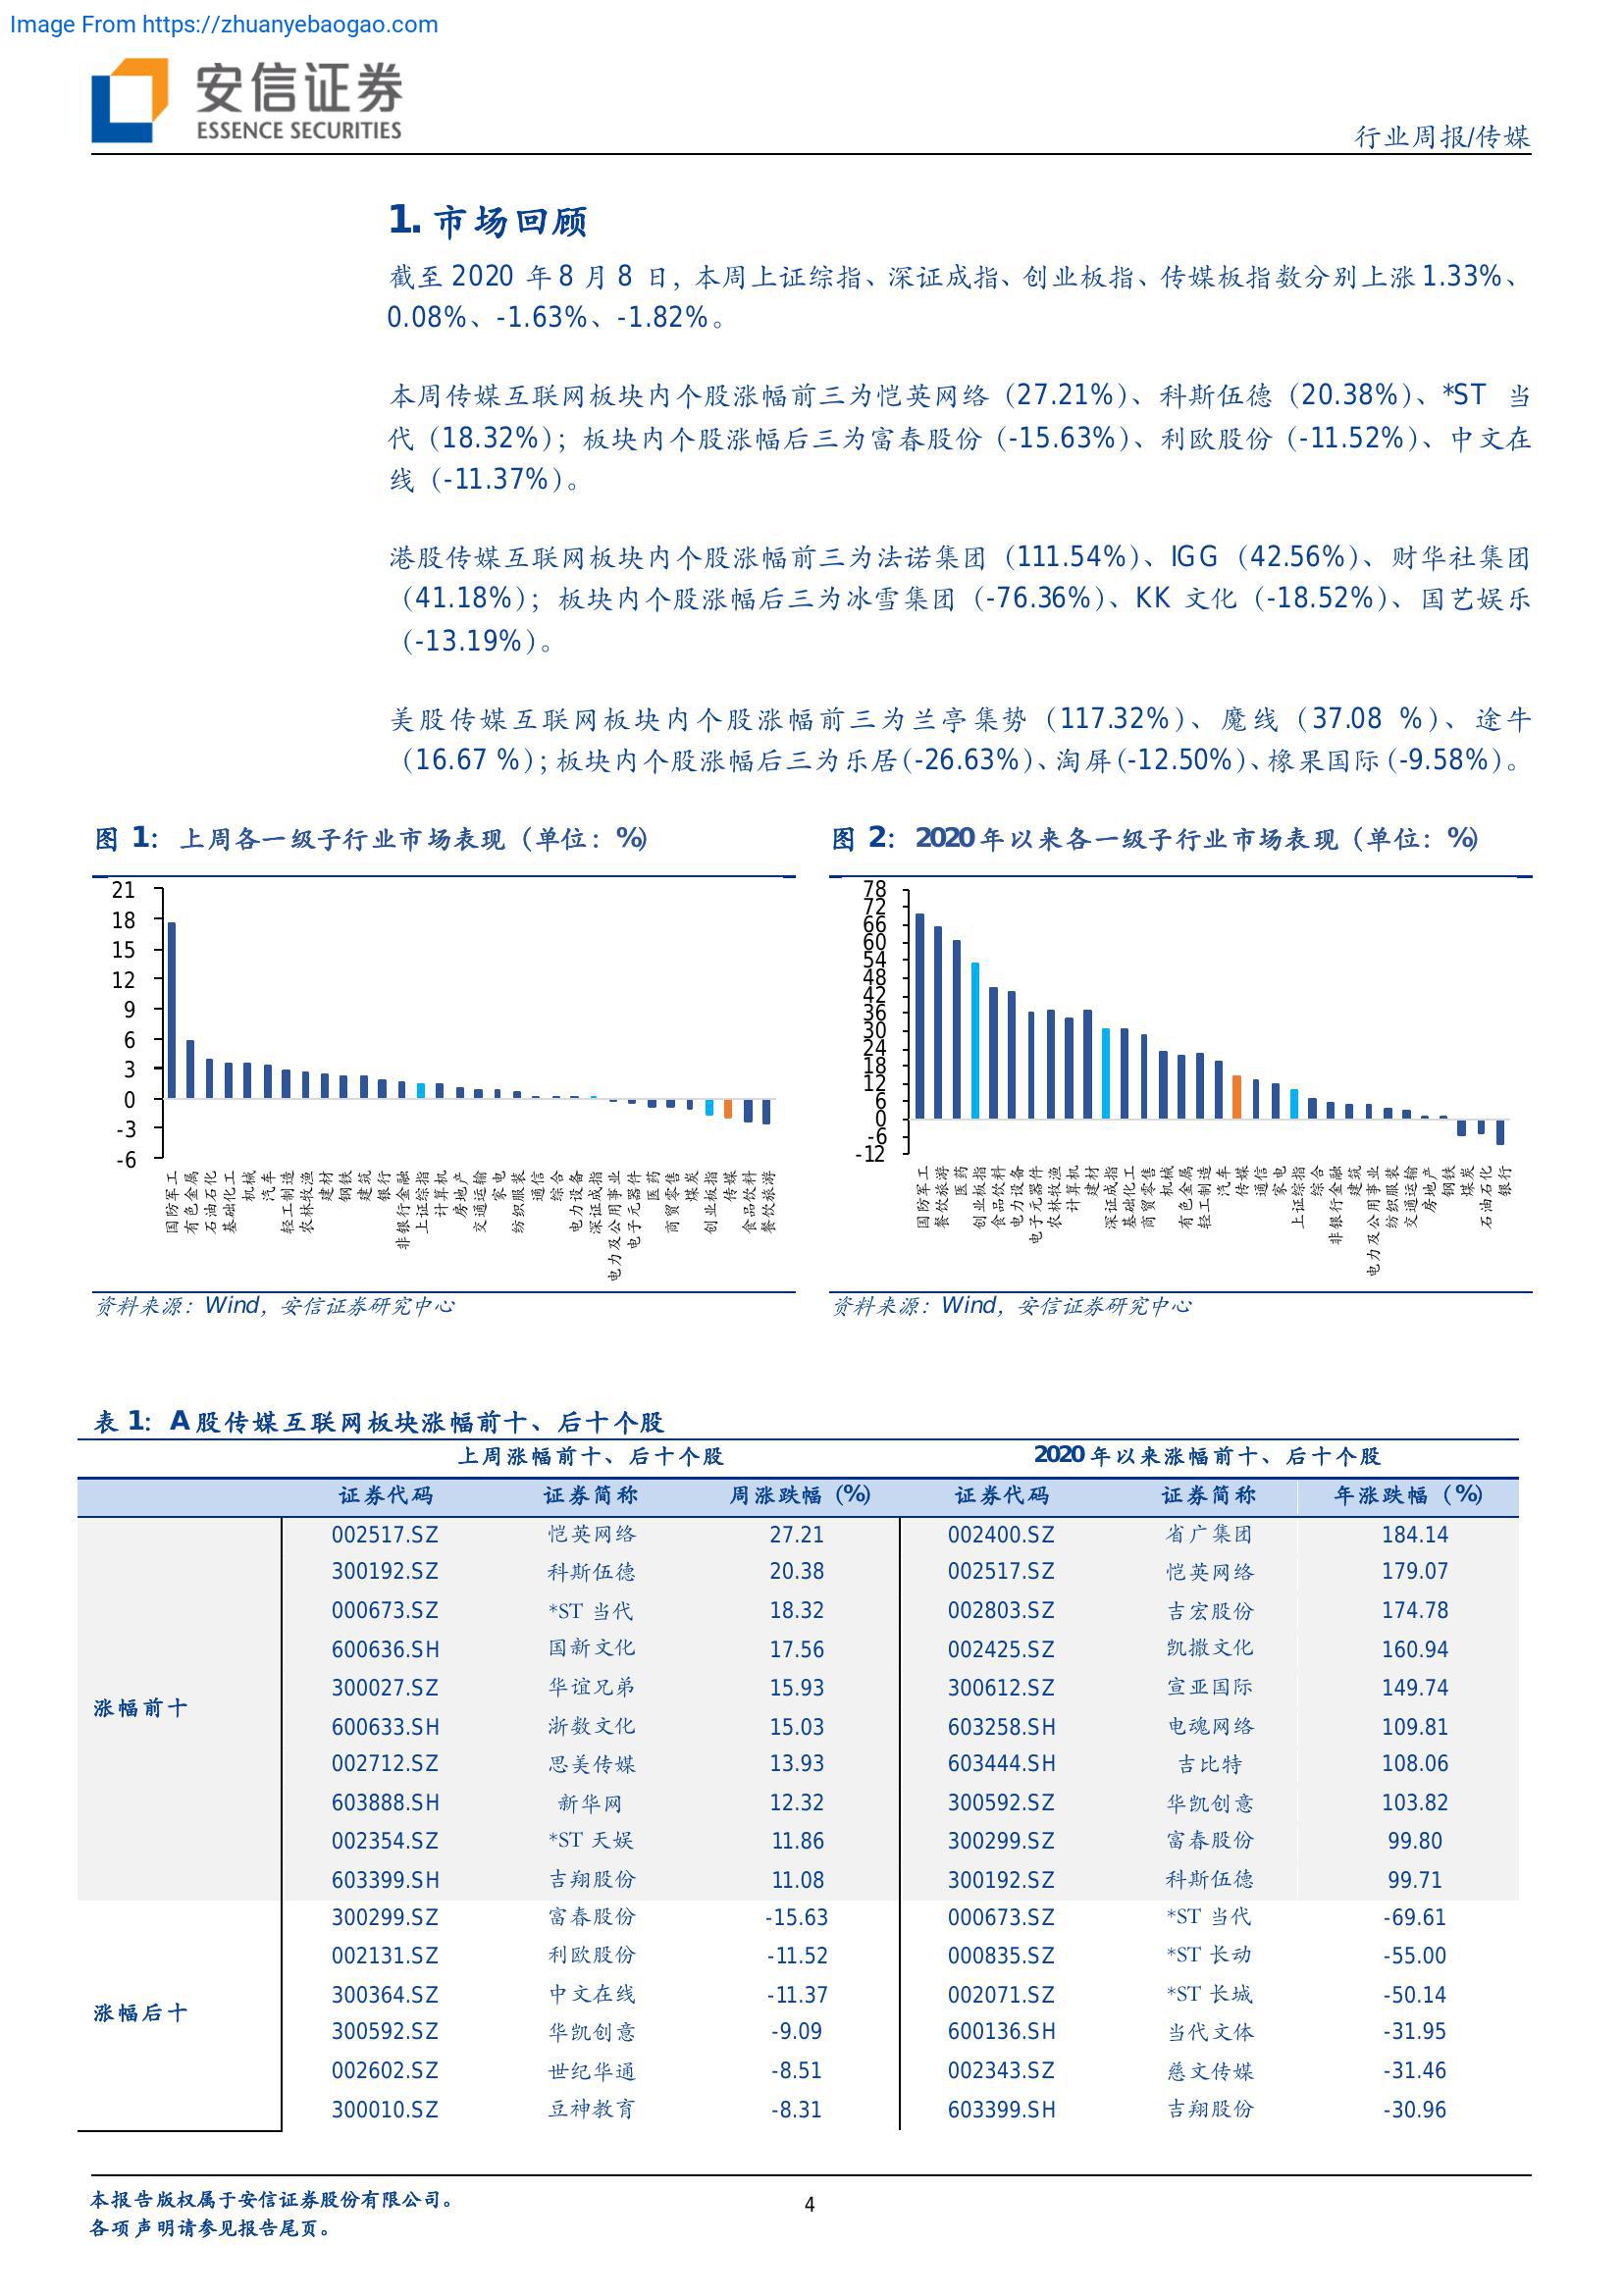 Image From https://zhuanyebaogao.com
安信证券
ESSENCE SECURITIES
行业周报/传媒
1. 市场回顾
截至 2020 年 8 月 8 日, 本周上证综指、深证成指、创业板指、传媒板指数分别上涨 1.33%、
0.08%、-1.63%、-1.82%。
本周传媒互联网板块内个股涨幅前三为恺英网络（27.21%）、科斯伍德（20.38%）、*ST 当
代（18.32%）；板块内个股涨幅后三为富春股份（-15.63%）、利欧股份（-11.52%）、中文在
线（-11.37%）。
港股传媒互联网板块内个股涨幅前三为法诺集团（111.54%）、IGG（42.56%）、财华社集团
（41.18%）；板块内个股涨幅后三为冰雪集团（-76.36%）、KK 文化（-18.52%）、国艺娱乐
（-13.19%）。
美股传媒互联网板块内个股涨幅前三为兰亭集势（117.32%）、魔线（37.08 %）、途牛
（16.67 %）；板块内个股涨幅后三为乐居(-26.63%)、淘屏(-12.50%)、橡果国际(-9.58%)。
图 1: 上周各一级子行业市场表现（单位：%）
21
18
15
12
9
6
3
0
-3
-6
国防军工
有色金属
石油石化
基础化工
机械
汽车
轻工制造
农林牧渔
建材
钢铁
建筑
银行
非银行金融
上证综指
计算机
房地产
交通运输
家电
纺织服装
通信
综合
电力设备
深证成指
电力及公用事业
电子元器件
医药
商贸零售
煤炭
创业板指
传媒
食品饮料
餐饮旅游
资料来源：Wind，安信证券研究中心
图 2: 2020 年以来各一级子行业市场表现（单位：%）
78
72
66
60
54
48
42
36
30
24
18
12
6
0
-6
-12
国防军工
餐饮旅游
医药
创业板指
食品饮料
电力设备
电子元器件
农林牧渔
计算机
建材
深证成指
基础化工
商贸零售
机械
有色金属
轻工制造
汽车
传媒
通信
家电
上证综指
综合
非银行金融
建筑
电力及公用事业
纺织服装
交通运输
房地产
钢铁
煤炭
石油石化
银行
资料来源：Wind，安信证券研究中心
表 1: A 股传媒互联网板块涨幅前十、后十个股
上周涨幅前十、后十个股 2020 年以来涨幅前十、后十个股
证券代码 证券简称 周涨跌幅（%） 证券代码 证券简称 年涨跌幅（%）
涨幅前十
002517.SZ 恺英网络 27.21 002400.SZ 省广集团 184.14
300192.SZ 科斯伍德 20.38 002517.SZ 恺英网络 179.07
000673.SZ *ST 当代 18.32 002803.SZ 吉宏股份 174.78
600636.SH 国新文化 17.56 002425.SZ 凯撒文化 160.94
300027.SZ 华谊兄弟 15.93 300612.SZ 宣亚国际 149.74
600633.SH 浙数文化 15.03 603258.SH 电魂网络 109.81
002712.SZ 思美传媒 13.93 603444.SH 吉比特 108.06
603888.SH 新华网 12.32 300592.SZ 华凯创意 103.82
002354.SZ *ST 天娱 11.86 300299.SZ 富春股份 99.80
603399.SH 吉翔股份 11.08 300192.SZ 科斯伍德 99.71
涨幅后十
300299.SZ 富春股份 -15.63 000673.SZ *ST 当代 -69.61
002131.SZ 利欧股份 -11.52 000835.SZ *ST 长动 -55.00
300364.SZ 中文在线 -11.37 002071.SZ *ST 长城 -50.14
300592.SZ 华凯创意 -9.09 600136.SH 当代文体 -31.95
002602.SZ 世纪华通 -8.51 002343.SZ 慈文传媒 -31.46
300010.SZ 豆神教育 -8.31 603399.SH 吉翔股份 -30.96
本报告版权属于安信证券股份有限公司。
各项声明请参见报告尾页。
4